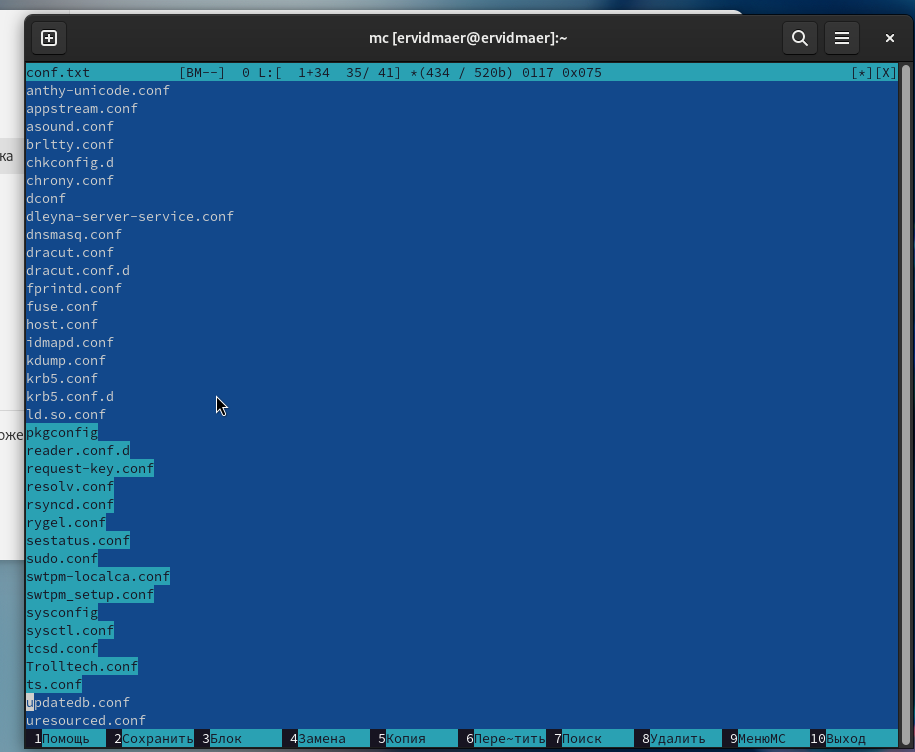 mc [ervidmaer@ervidmaer]:~
conf.txt [BM--] 0 L:[ 1+34 35/ 41] *(434 / 520b) 0117 0x075 [*][X]
anthy-unicode.conf
appstream.conf
asound.conf
brltty.conf
ка
chkconfig.d
chrony.conf
dconf
dleyna-server-service.conf
dnsmasq.conf
dracut.conf
dracut.conf.d
fprintd.conf
fuse.conf
host.conf
idmapd.conf
kdump.conf
krb5.conf
krb5.conf.d
ld.so.conf
оже
pkgconfig
reader.conf.d
request-key.conf
resolv.conf
rsyncd.conf
rygel.conf
sestatus.conf
sudo.conf
swtpm-localca.conf
swtpm_setup.conf
sysconfig
sysctl.conf
tcsd.conf
Trolltech.conf
ts.conf
updatedb.conf
uresourced.conf
1Помощь 2Сохранить 3Блок 4Замена 5Копия 6Пере~тить 7Поиск 8Удалить 9МенюМС 10Выход